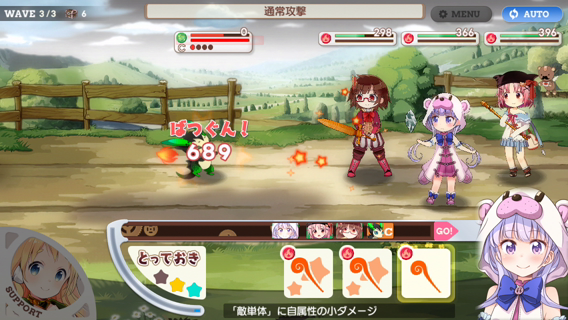 WAVE 3/3 6
通常攻撃
MENU
AUTO
0
298
366
396
C
ばつぐん!
689
C
GO!
とっておき
SUPPORT
「敵単体」に自属性の小ダメージ